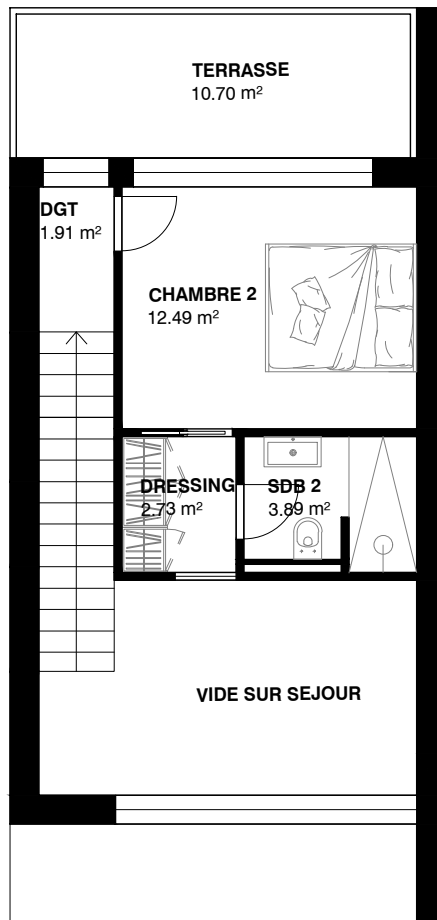 TERRASSE
10.70 m²
DGT
1.91 m²
CHAMBRE 2
12.49 m²
DRESSING
2.73 m²
SDB 2
3.89 m²
VIDE SUR SEJOUR